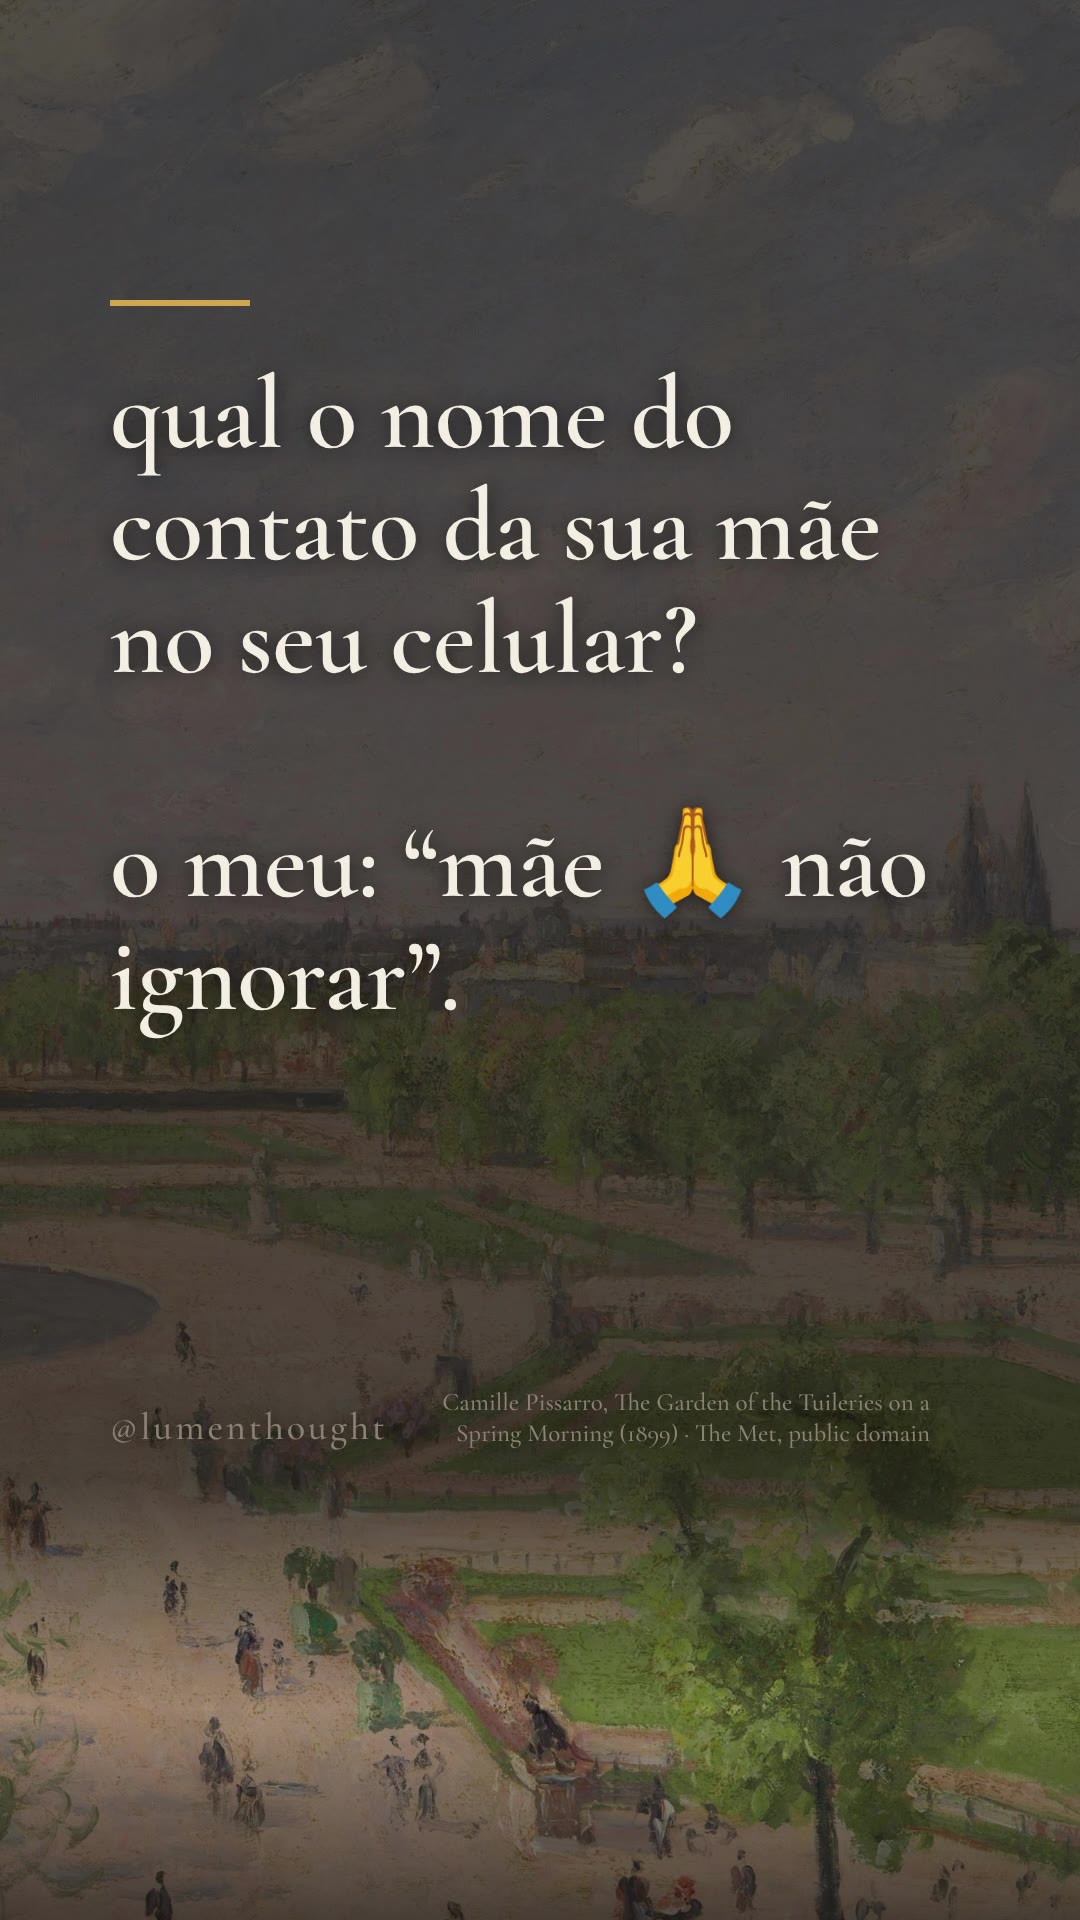 qual o nome do
contato da sua mãe
no seu celular?
o meu: “mãe 🙏 não
ignorar”.
@lumenthought
Camille Pissarro, The Garden of the Tuileries on a
Spring Morning (1899) · The Met, public domain